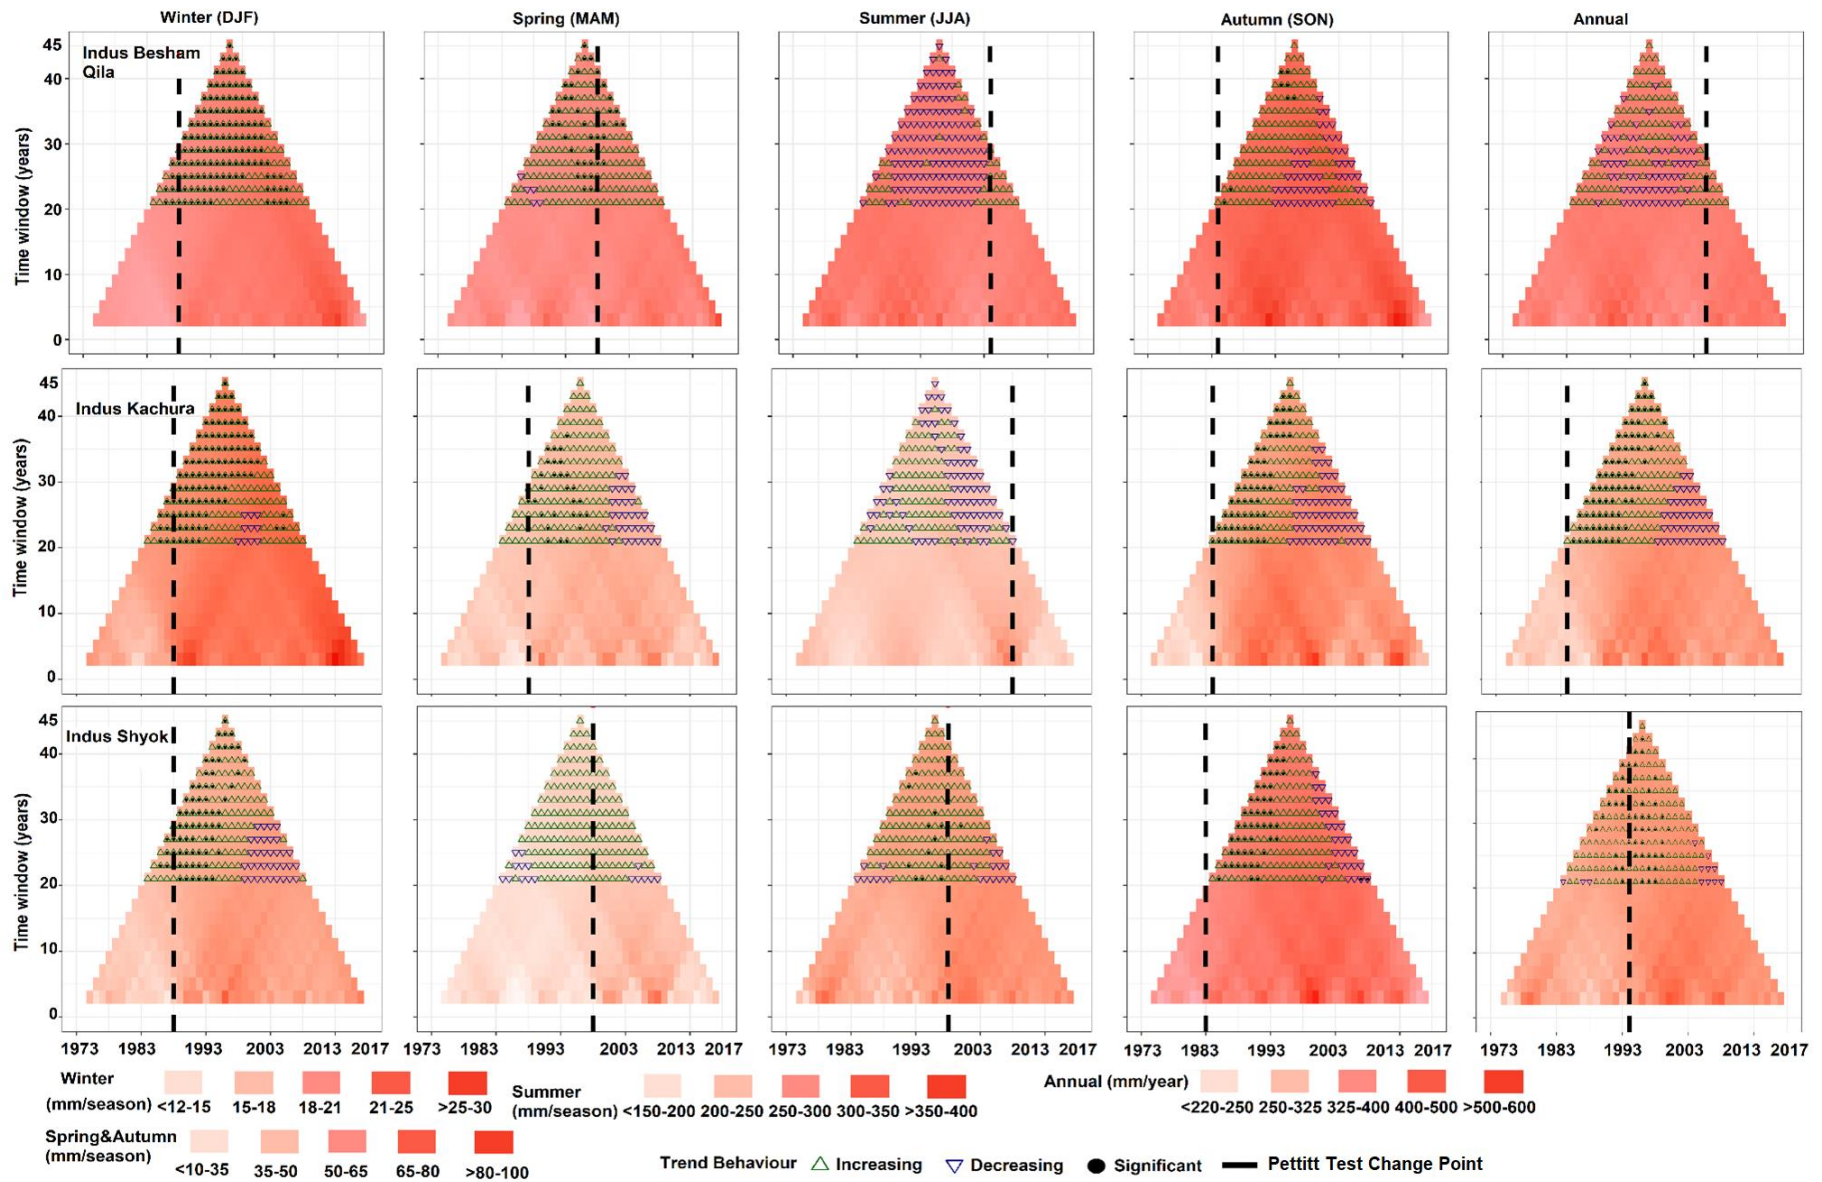 Winter (DJF) Spring (MAM) Summer (JJA) Autumn (SON) Annual
Time window (years)
45
40
30
20
10
0
Indus Besham
Qila
Time window (years)
45
40
30
20
10
0
Indus Kachura
Time window (years)
45
40
30
20
10
0
Indus Shyok
1973 1983 1993 2003 2013 2017 1973 1983 1993 2003 2013 2017 1973 1983 1993 2003 2013 2017 1973 1983 1993 2003 2013 2017 1973 1983 1993 2003 2013 2017
Winter
(mm/season) <12-15 15-18 18-21 21-25 >25-30
Summer
(mm/season) <150-200 200-250 250-300 300-350 >350-400
Annual (mm/year)
<220-250 250-325 325-400 400-500 >500-600
Spring&Autumn
(mm/season)
<10-35 35-50 50-65 65-80 >80-100
Trend Behaviour Increasing Decreasing Significant Pettitt Test Change Point